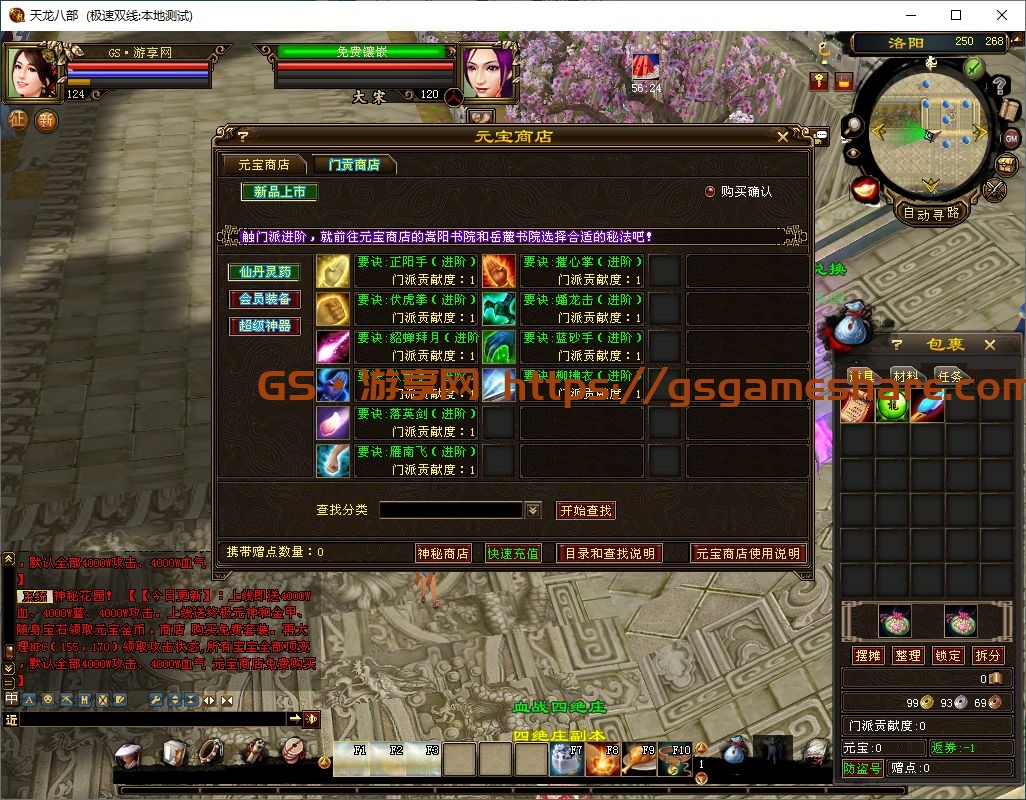 天龙八部 (极速双线:本地测试)
GS·游享网
124
免费镶嵌
大宋
120
56.24
洛阳
250 268
GM
自动寻路
征
新
?
元宝商店
元宝商店
门贡商店
新品上市
购买确认
触门派进阶，就前往元宝商店的嵩阳书院和岳麓书院选择合适的秘法吧！
仙丹灵药
会员装备
超级神器
要诀:正阳手（进阶）
门派贡献度：1
要诀:摧心掌（进阶）
门派贡献度：1
要诀:伏虎拳（进阶）
门派贡献度：1
要诀:蟠龙击（进阶）
门派贡献度：1
要诀:貂蝉拜月（进阶
门派贡献度：1
要诀:蓝砂手（进阶）
门派贡献度：1
GS·游享网 https://gsgameshare.com
柳拂衣（进阶）
要诀:落英剑（进阶）
门派贡献度：1
要诀:雁南飞（进阶）
门派贡献度：1
查找分类
开始查找
携带赠点数量：0
神秘商店
快速充值
目录和查找说明
元宝商店使用说明
兑换
? 包裹
道具
材料
任务
摆摊
整理
锁定
拆分
0
99 93 69
门派贡献度:0
元宝:0
返券:-1
防盗号
赠点:0
，默认全部4000W攻击、4000W血气
】
系统 神秘花园！【【今日更新】：上线即送4000W
血、4000W蓝、4000W攻击。上线送终极元神和金甲、
随身宝石领取元宝金币，商店 购买免费套装。再大
理NPC（155，170）领取攻击状态,所有宝宝全部顶变
，默认全部4000W攻击、4000W血气 元宝商店免费购买
】
中
近
血战四绝庄
四绝庄副本
F1 F2 F3 F7 F8 F9 F10
1